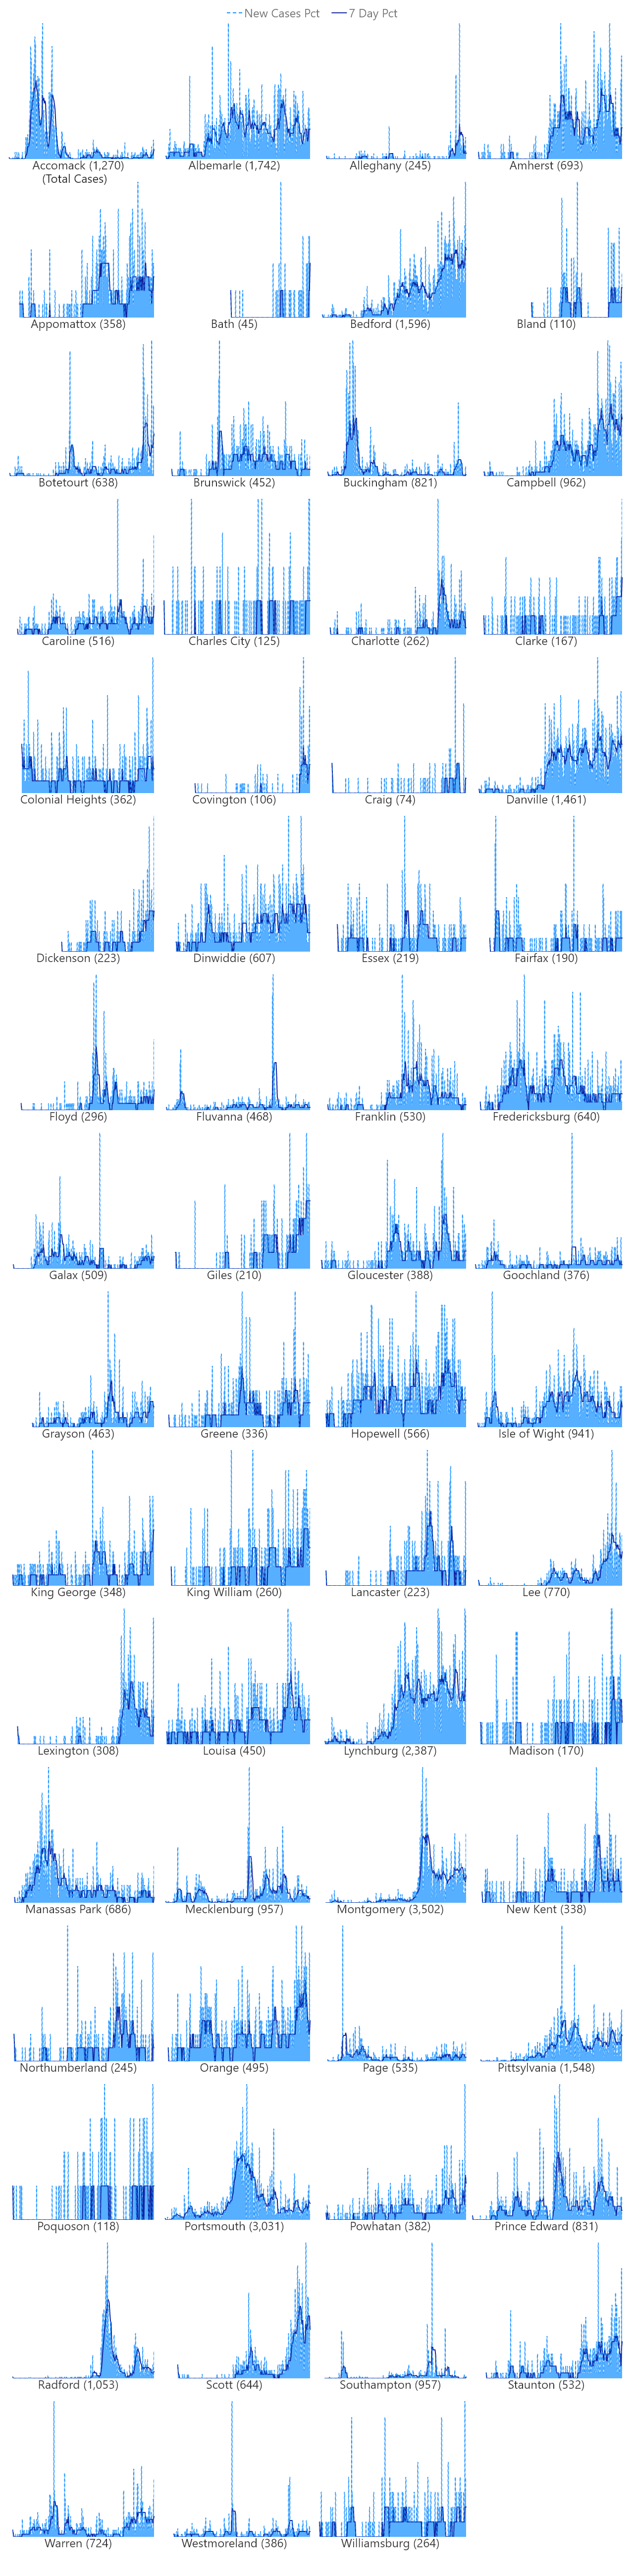 New Cases Pct 7 Day Pct
Accomack (1,270) Albemarle (1,742) Alleghany (245) Amherst (693)
(Total Cases)
Appomattox (358) Bath (45) Bedford (1,596) Bland (110)
Botetourt (638) Brunswick (452) Buckingham (821) Campbell (962)
Caroline (516) Charles City (125) Charlotte (262) Clarke (167)
Colonial Heights (362) Covington (106) Craig (74) Danville (1,461)
Dickenson (223) Dinwiddie (607) Essex (219) Fairfax (190)
Floyd (296) Fluvanna (468) Franklin (530) Fredericksburg (640)
Galax (509) Giles (210) Gloucester (388) Goochland (376)
Grayson (463) Greene (336) Hopewell (566) Isle of Wight (941)
King George (348) King William (260) Lancaster (223) Lee (770)
Lexington (308) Louisa (450) Lynchburg (2,387) Madison (170)
Manassas Park (686) Mecklenburg (957) Montgomery (3,502) New Kent (338)
Northumberland (245) Orange (495) Page (535) Pittsylvania (1,548)
Poquoson (118) Portsmouth (3,031) Powhatan (382) Prince Edward (831)
Radford (1,053) Scott (644) Southampton (957) Staunton (532)
Warren (724) Westmoreland (386) Williamsburg (264)